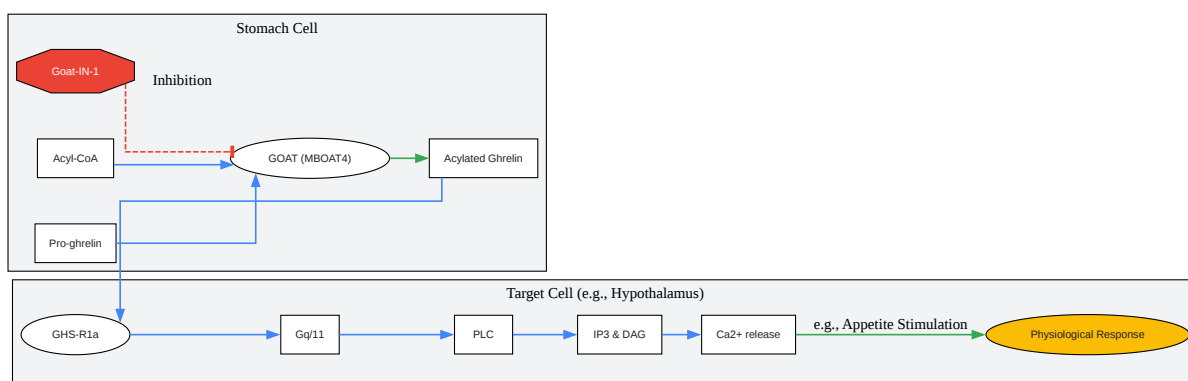 Stomach Cell
Goat-IN-1
Inhibition
Acyl-CoA
GOAT (MBOAT4)
Acylated Ghrelin
Pro-ghrelin
Target Cell (e.g., Hypothalamus)
GHS-R1a
Gq/11
PLC
IP3 & DAG
Ca2+ release
e.g., Appetite Stimulation
Physiological Response